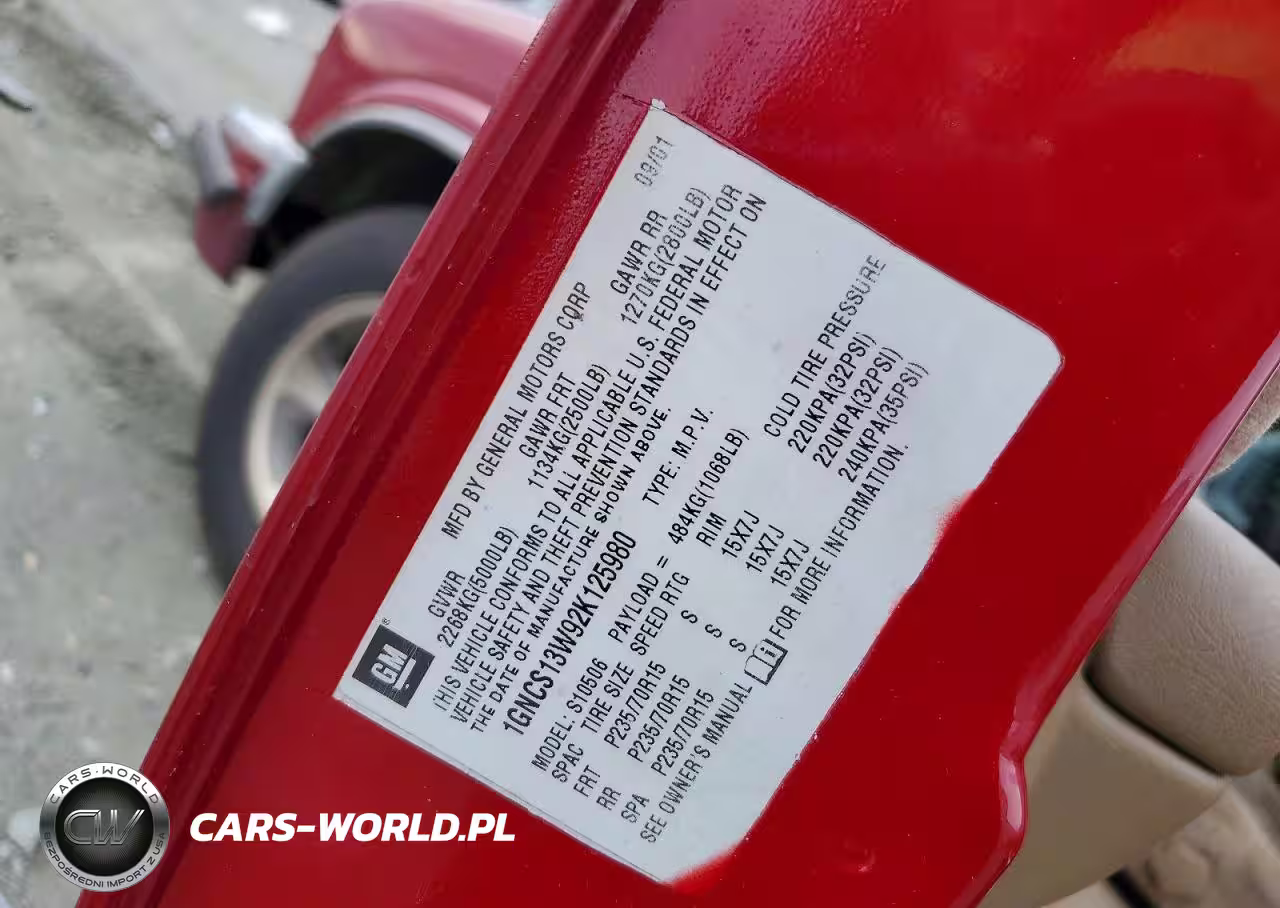 MFD BY GENERAL MOTORS CORP 09/01
GVWR GAWR FRT GAWR RR
2268KG(5000LB) 1134KG(2500LB) 1270KG(2800LB)
THIS VEHICLE CONFORMS TO ALL APPLICABLE U.S. FEDERAL MOTOR
VEHICLE SAFETY AND THEFT PREVENTION STANDARDS IN EFFECT ON
THE DATE OF MANUFACTURE SHOWN ABOVE.
1GNCS13W92K125980 TYPE: M.P.V.
MODEL: S10506 PAYLOAD = 484KG(1068LB)
SPAC TIRE SIZE SPEED RTG RIM COLD TIRE PRESSURE
FRT P235/70R15 S 15X7J 220KPA(32PSI)
RR P235/70R15 S 15X7J 220KPA(32PSI)
SPA P235/70R15 S 15X7J 240KPA(35PSI)
SEE OWNER'S MANUAL FOR MORE INFORMATION.
GM®
CARS-WORLD
CW
BEZPOŚREDNI IMPORT Z USA
CARS-WORLD.PL